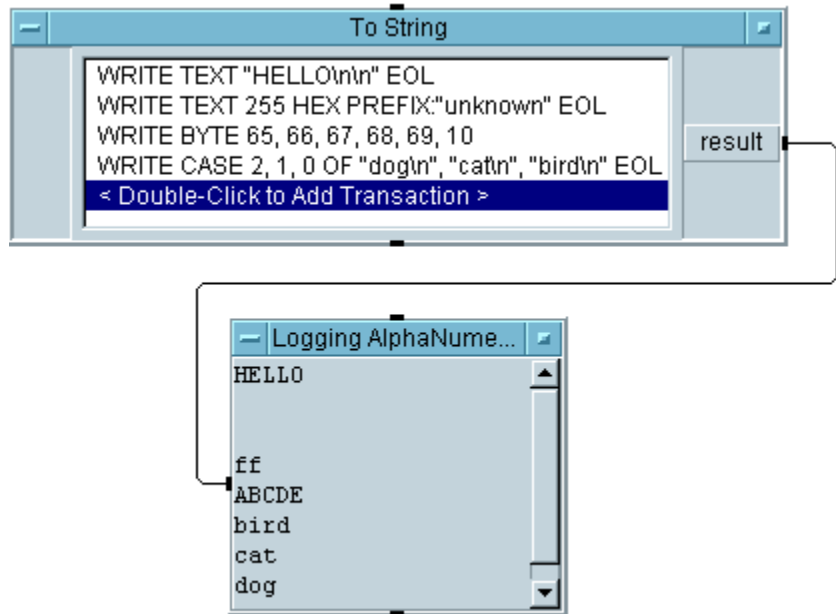 To String
WRITE TEXT "HELLO\n\n" EOL
WRITE TEXT 255 HEX PREFIX:"unknown" EOL
WRITE BYTE 65, 66, 67, 68, 69, 10
WRITE CASE 2, 1, 0 OF "dog\n", "cat\n", "bird\n" EOL
< Double-Click to Add Transaction >
result
Logging AlphaNume...
HELLO
ff
ABCDE
bird
cat
dog